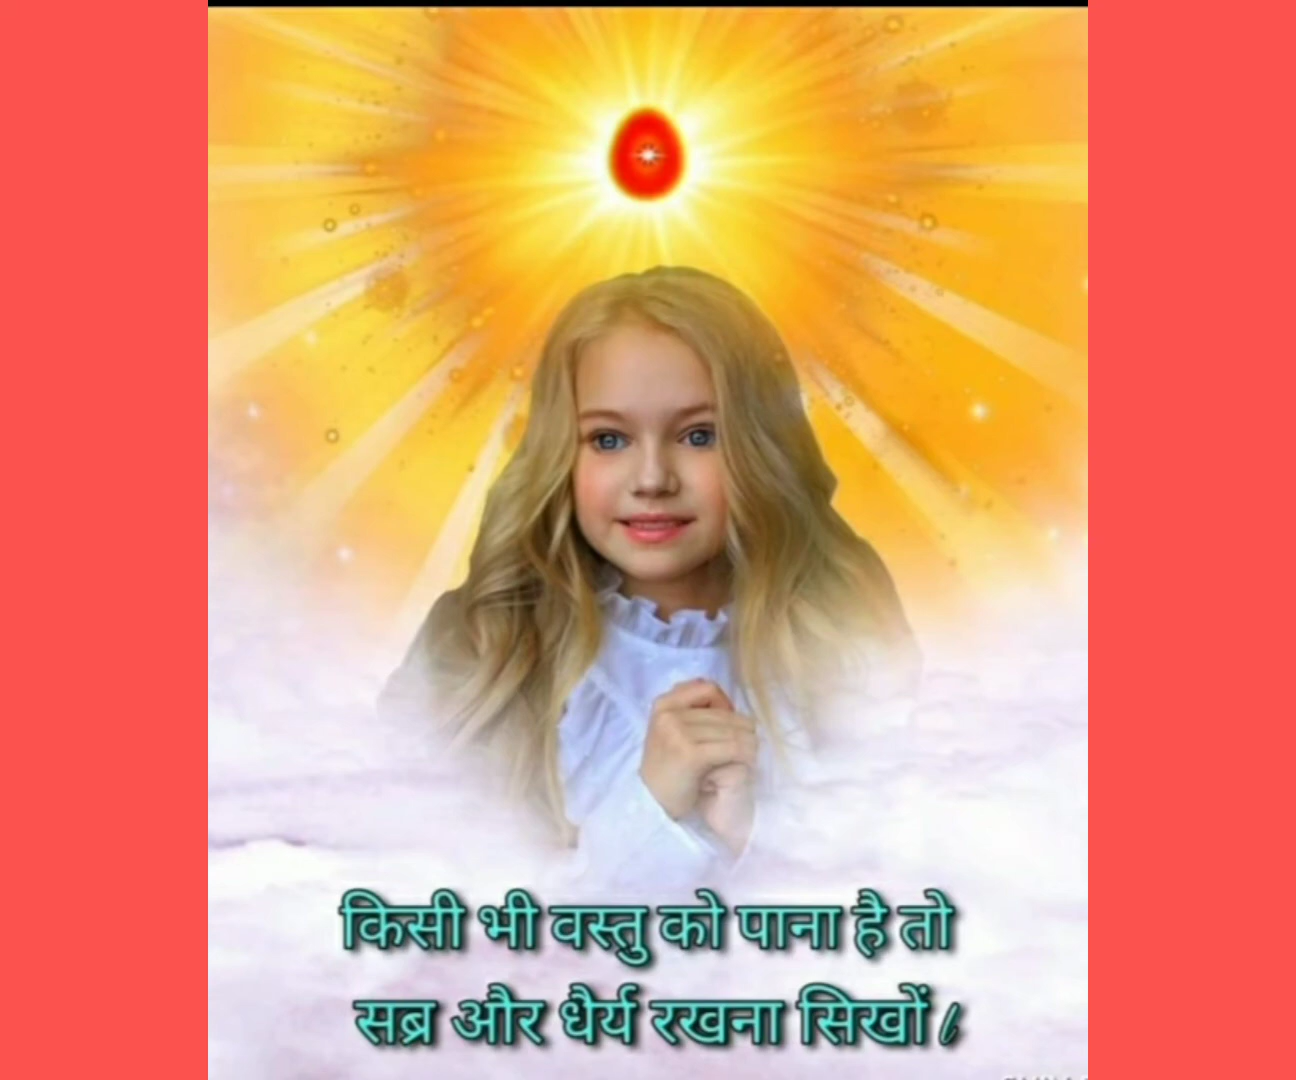 किसी भी वस्तु को पाना है तो
सब्र और धैर्य रखना सिखों।